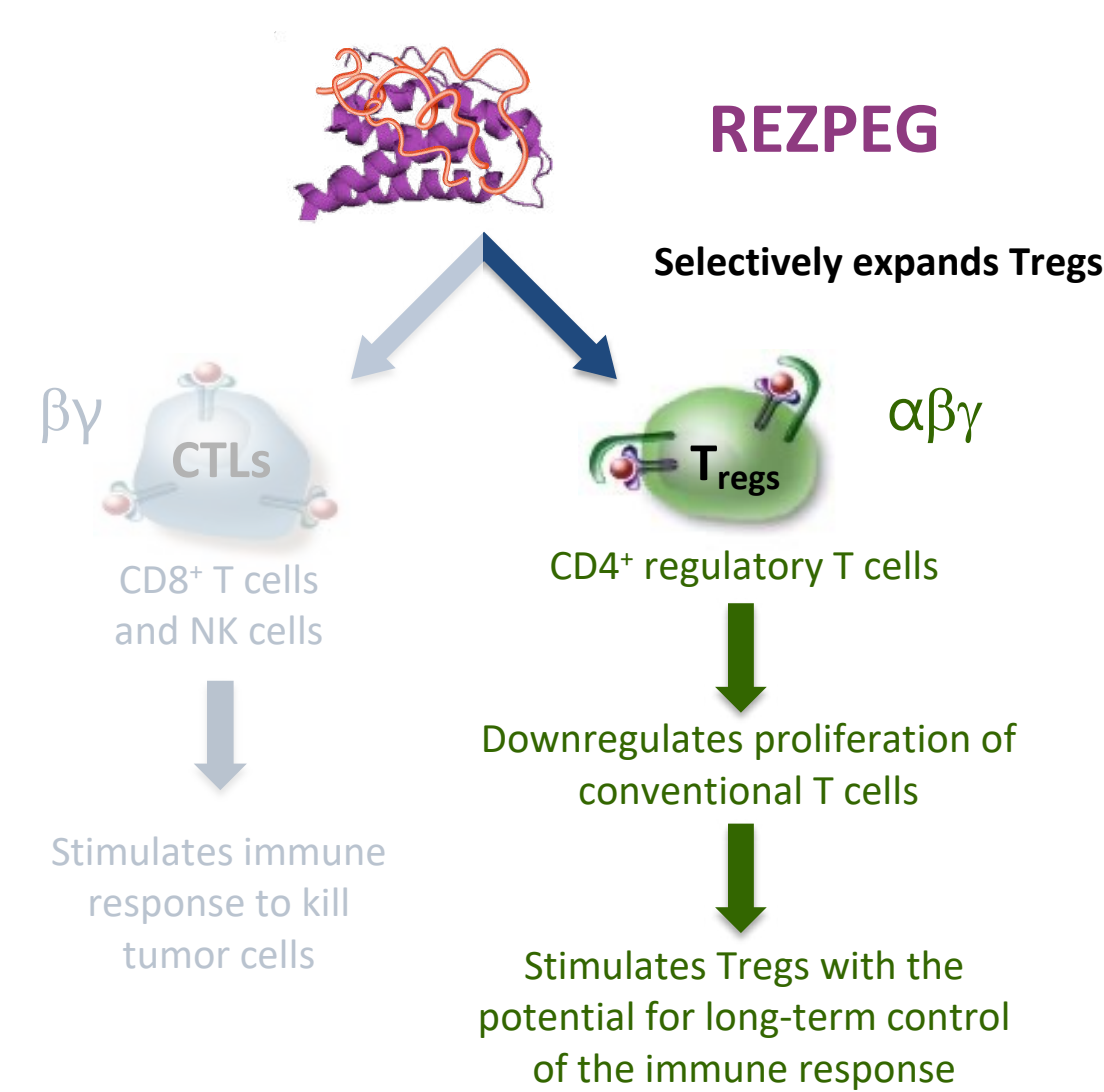 REZPEG
Selectively expands Tregs
βγ
CTLs
CD8⁺ T cells
and NK cells
Stimulates immune
response to kill
tumor cells
αβγ
Tregs
CD4⁺ regulatory T cells
Downregulates proliferation of
conventional T cells
Stimulates Tregs with the
potential for long-term control
of the immune response